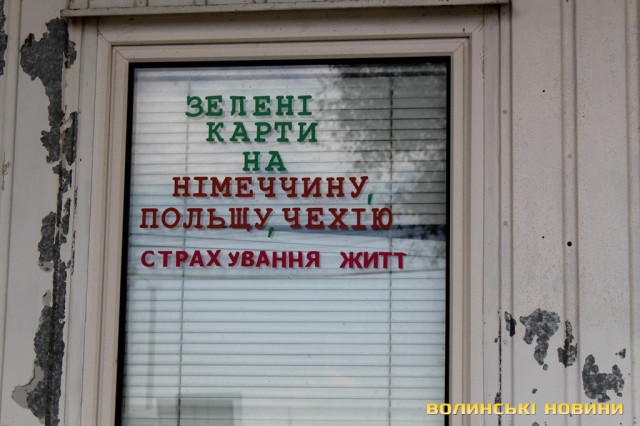 ЗЕЛЕНІ
КАРТИ
НА
НІМЕЧЧИНУ,
ПОЛЬЩУ, ЧЕХІЮ
СТРАХУВАННЯ ЖИТТ
ВОЛИНСЬКІ НОВИНИ